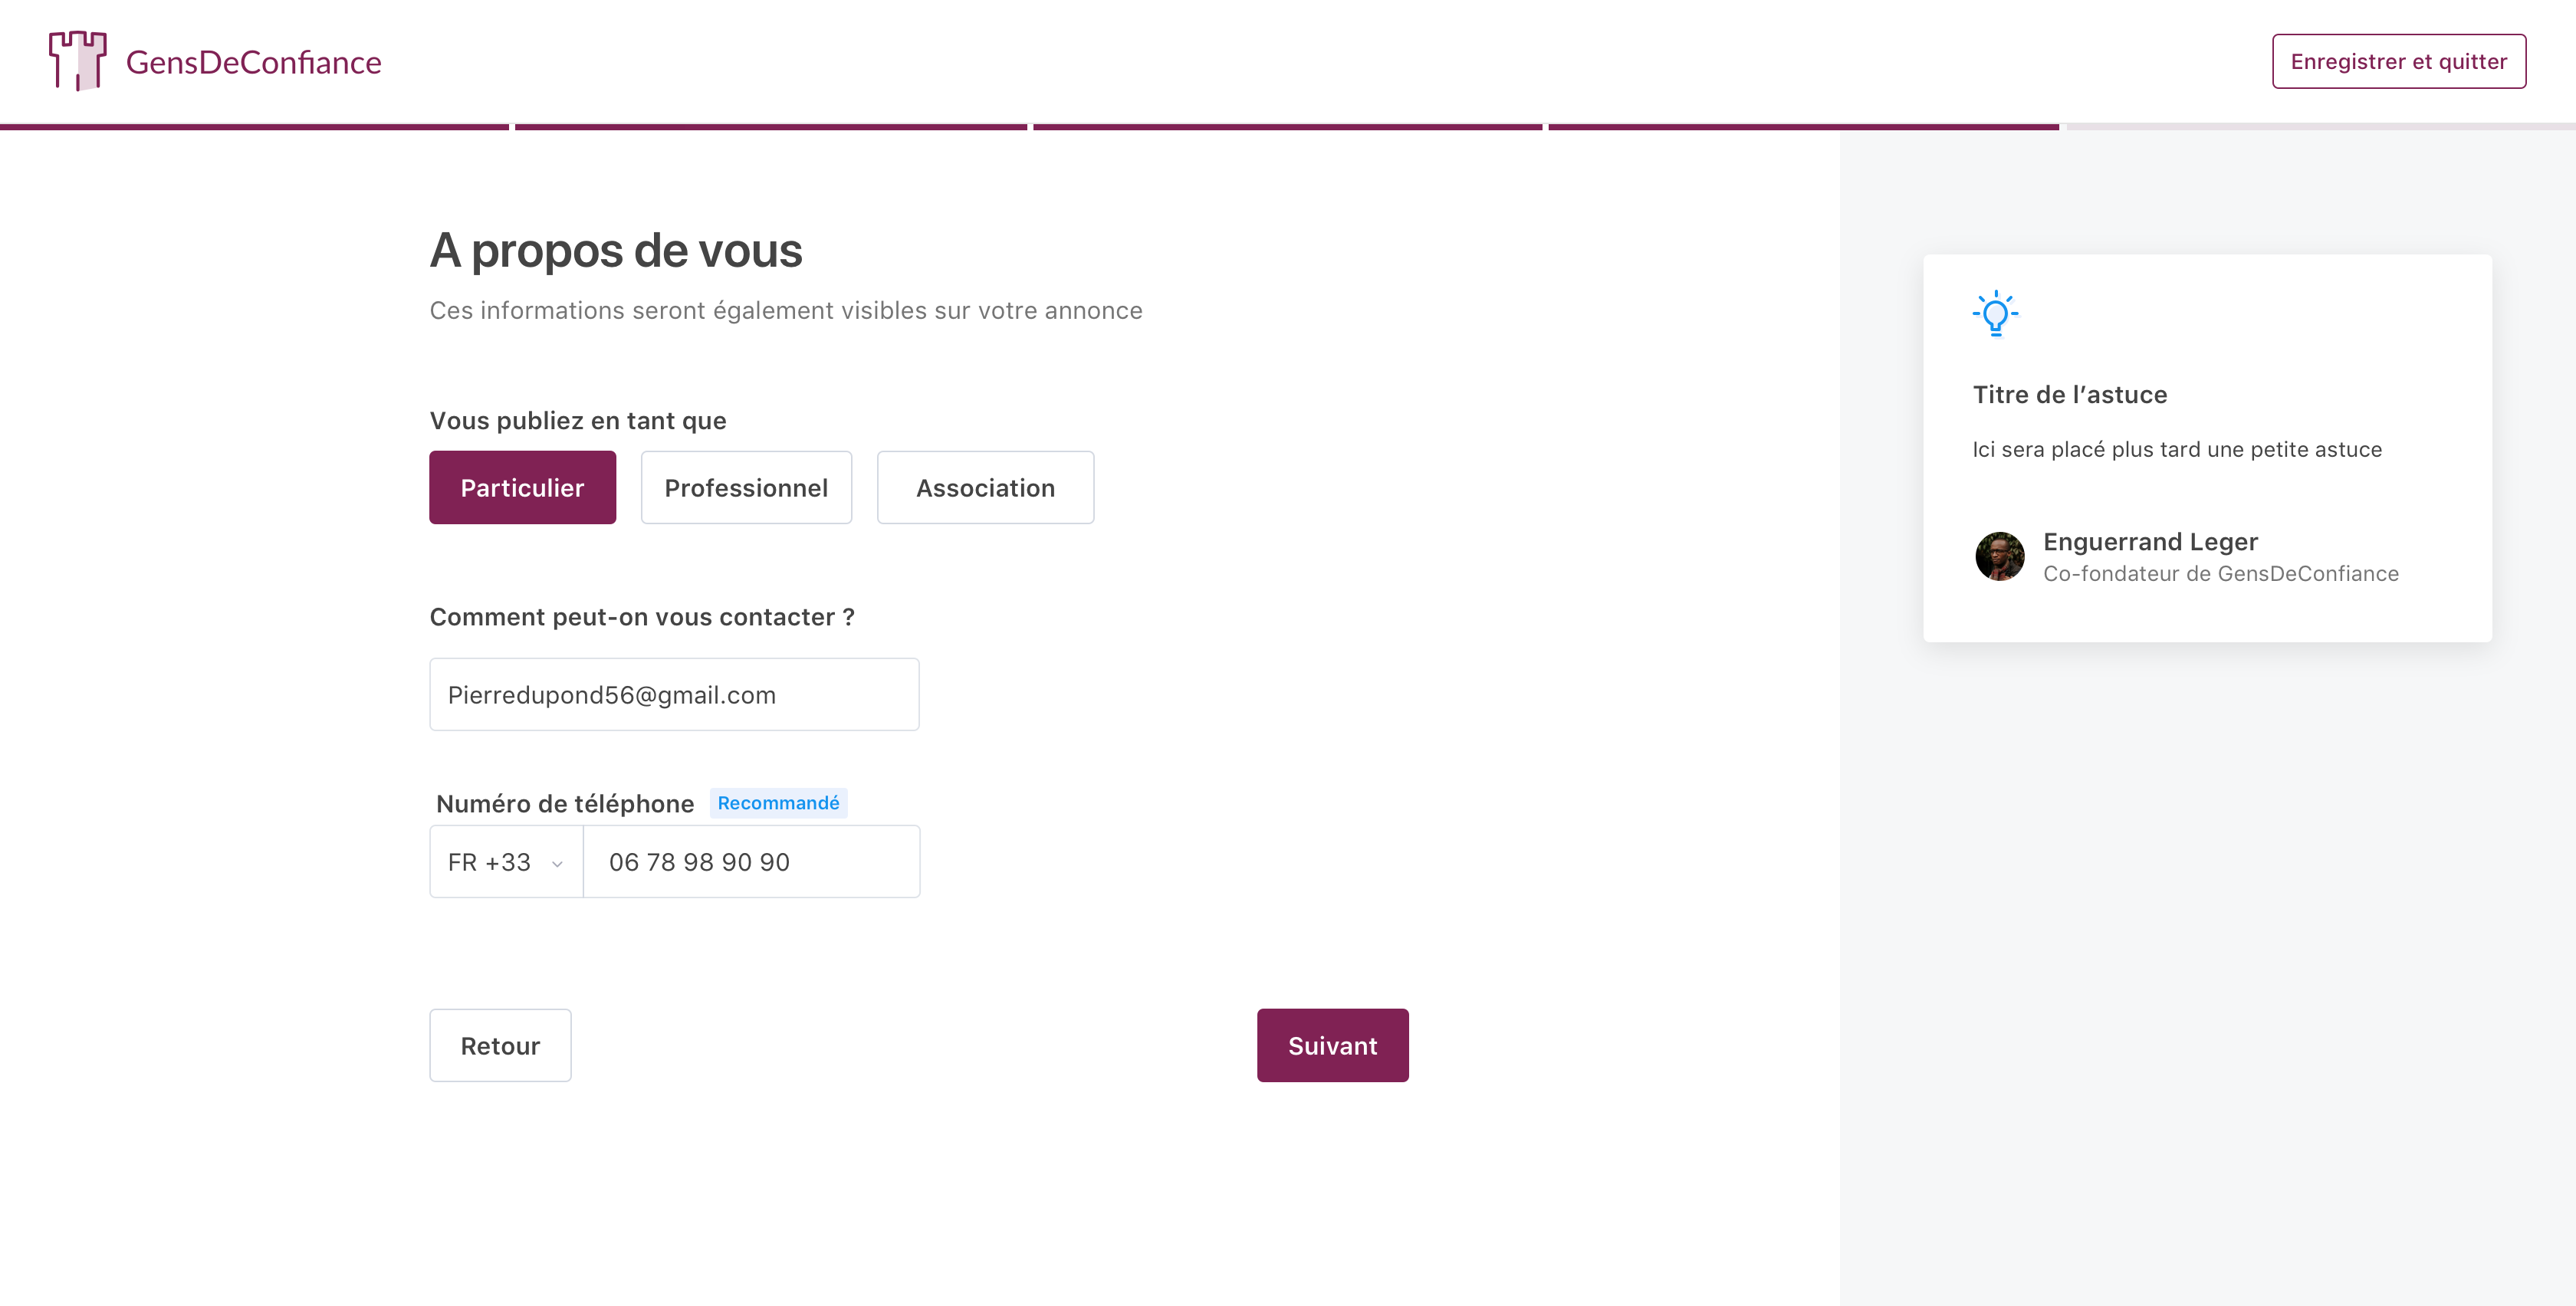 GensDeConfiance
Enregistrer et quitter
A propos de vous
Ces informations seront également visibles sur votre annonce
Vous publiez en tant que
Particulier
Professionnel
Association
Comment peut-on vous contacter ?
Pierredupond56@gmail.com
Numéro de téléphone
Recommandé
FR +33
06 78 98 90 90
Retour
Suivant
Titre de l’astuce
Ici sera placé plus tard une petite astuce
Enguerrand Leger
Co-fondateur de GensDeConfiance